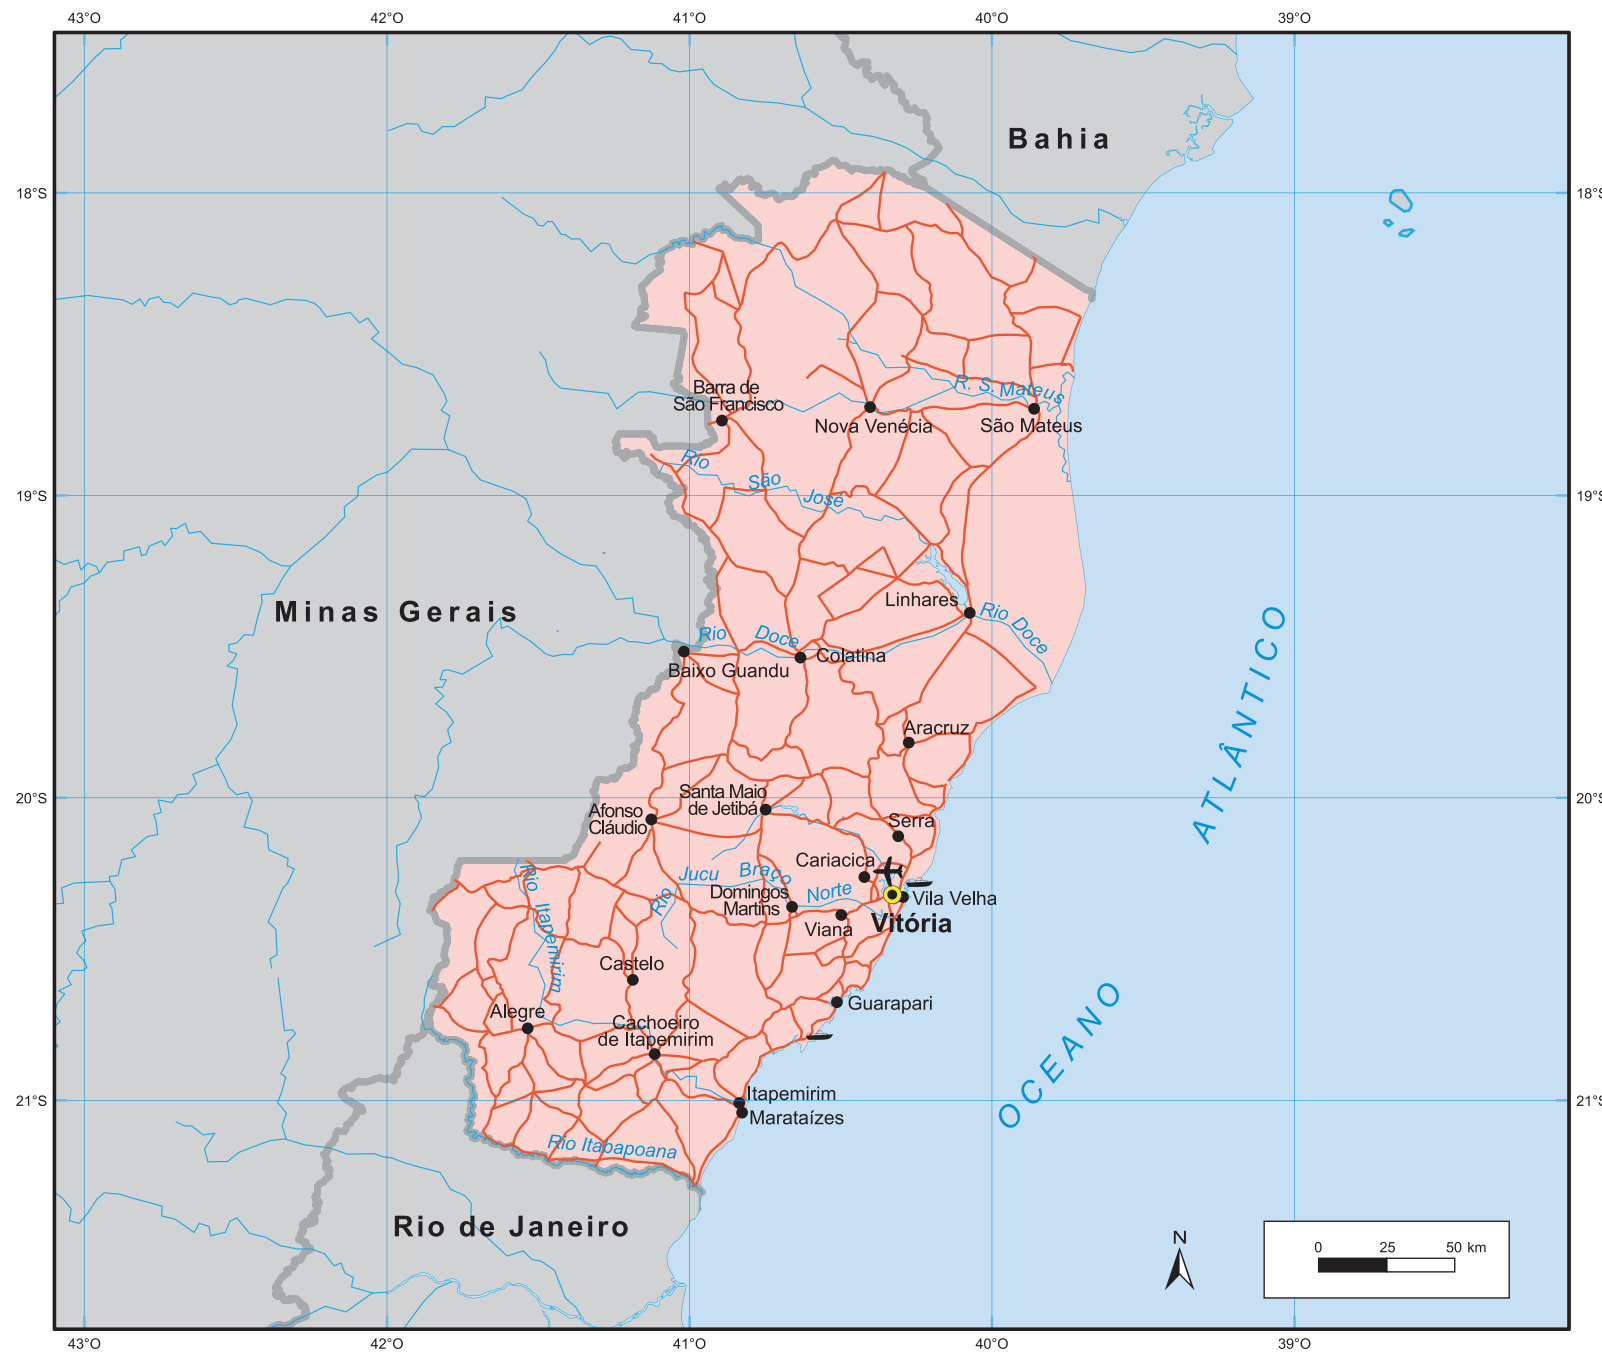 43°O 42°O 41°O 40°O 39°O
Bahia
18°S 18°S
Barra de
São Francisco
R. S. Mateus
Nova Venécia
São Mateus
Rio São José
19°S 19°S
Minas Gerais
Linhares
Rio Doce
Rio Doce
Colatina
Baixo Guandu
Aracruz
OCEANO ATLÂNTICO
Santa Maio
de Jetibá
20°S 20°S
Afonso
Cláudio
Serra
Cariacica
Rio Jucu Braço Norte
Domingos
Martins
Vila Velha
Viana
Vitória
Rio Itapemirim
Castelo
Guarapari
Alegre
Cachoeiro
de Itapemirim
Itapemirim
21°S 21°S
Marataízes
Rio Itabapoana
Rio de Janeiro
N
0 25 50 km
43°O 42°O 41°O 40°O 39°O